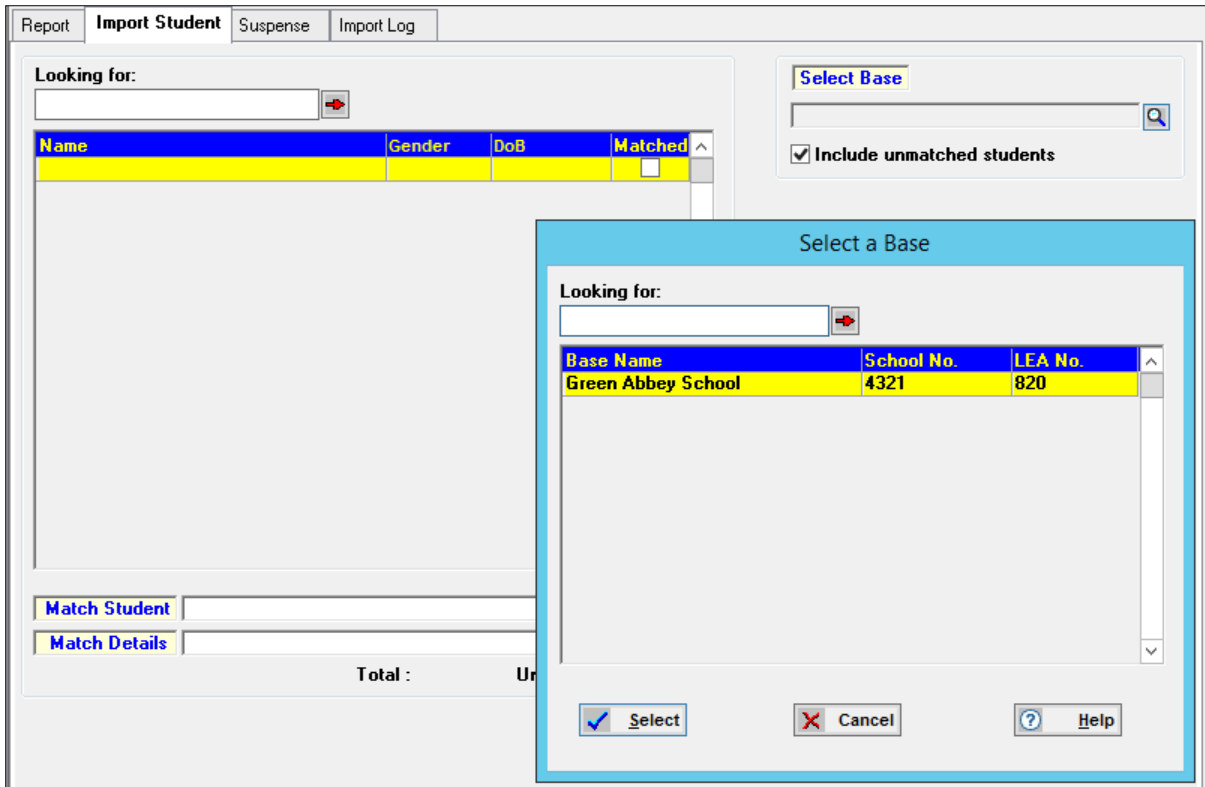 Report Import Student Suspense Import Log
Looking for:
Name Gender DoB Matched
Select Base
Include unmatched students
Select a Base
Looking for:
Base Name School No. LEA No.
Green Abbey School 4321 820
Select Cancel Help
Match Student
Match Details
Total : Un